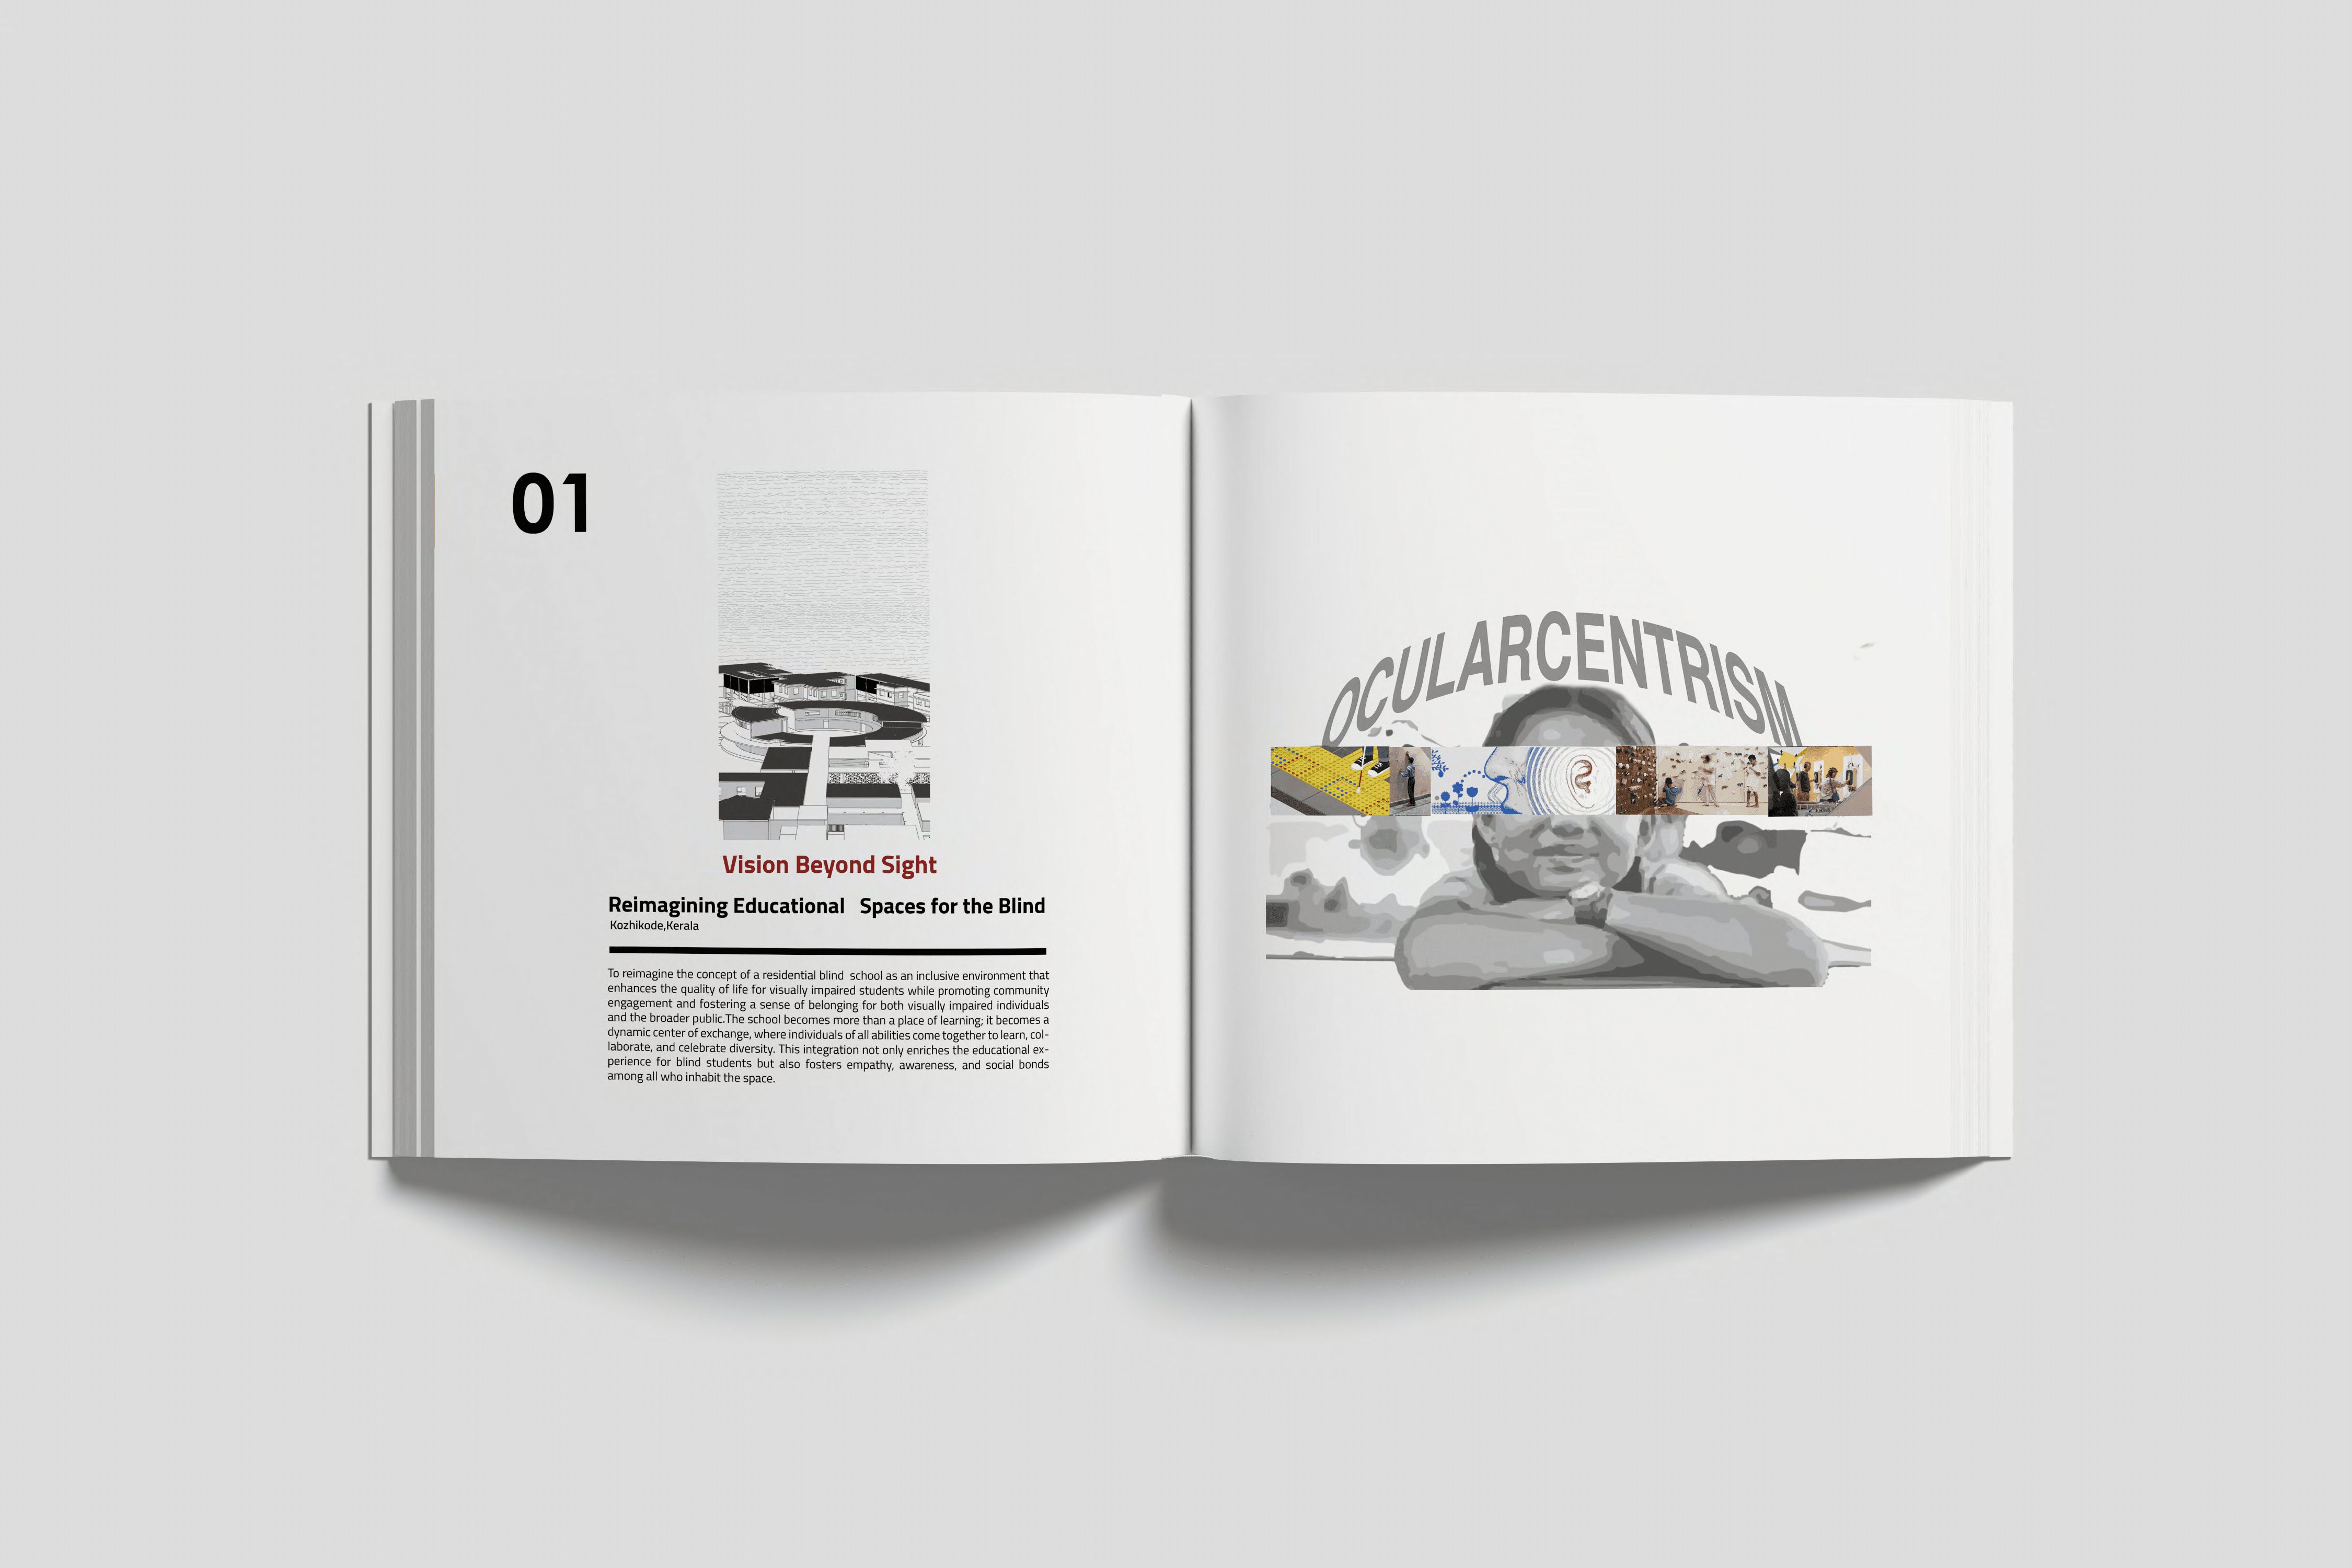 01
Vision Beyond Sight
Reimagining Educational Spaces for the Blind
Kozhikode,Kerala
To reimagine the concept of a residential blind school as an inclusive environment that
enhances the quality of life for visually impaired students while promoting community
engagement and fostering a sense of belonging for both visually impaired individuals
and the broader public.The school becomes more than a place of learning; it becomes a
dynamic center of exchange, where individuals of all abilities come together to learn, col-
laborate, and celebrate diversity. This integration not only enriches the educational ex-
perience for blind students but also fosters empathy, awareness, and social bonds
among all who inhabit the space.
OCULARCENTRISM